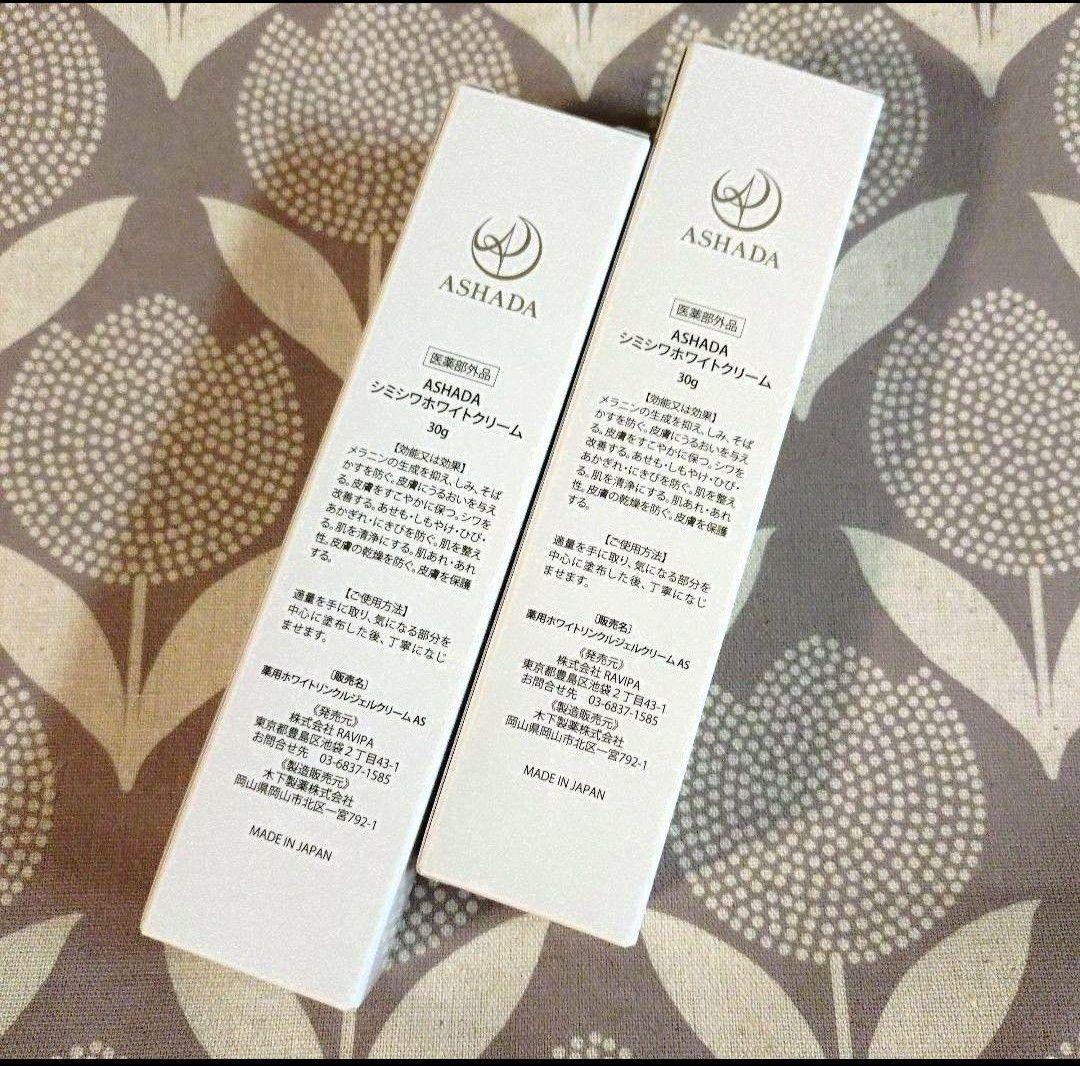 ASHADA
医薬部外品
ASHADA
シミシワホワイトクリーム
30g
【効能又は効果】
メラニンの生成を抑え、しみ、そば
かすを防ぐ。皮膚にうるおいを与え
る。皮膚をすこやかに保つ。シワを
改善する。あせも・しもやけ・ひび・
あかぎれ・にきびを防ぐ。肌を整え
る。肌を清浄にする。肌あれ・あれ
性。皮膚の乾燥を防ぐ。皮膚を保護
する。
【ご使用方法】
適量を手に取り、気になる部分を
中心に塗布した後、丁寧になじ
ませます。
〔販売名〕
薬用ホワイトリンクルジェルクリーム AS
《発売元》
株式会社 RAVIPA
東京都豊島区池袋2丁目43-1
お問合せ先 03-6837-1585
《製造販売元》
木下製薬株式会社
岡山県岡山市北区一宮792-1
MADE IN JAPAN
ASHADA
医薬部外品
ASHADA
シミシワホワイトクリーム
30g
【効能又は効果】
メラニンの生成を抑え、しみ、そば
かすを防ぐ。皮膚にうるおいを与え
る。皮膚をすこやかに保つ。シワを
改善する。あせも・しもやけ・ひび・
あかぎれ・にきびを防ぐ。肌を整え
る。肌を清浄にする。肌あれ・あれ
性。皮膚の乾燥を防ぐ。皮膚を保護
する。
【ご使用方法】
適量を手に取り、気になる部分を
中心に塗布した後、丁寧になじ
ませます。
〔販売名〕
薬用ホワイトリンクルジェルクリーム AS
《発売元》
株式会社 RAVIPA
東京都豊島区池袋2丁目43-1
お問合せ先 03-6837-1585
《製造販売元》
木下製薬株式会社
岡山県岡山市北区一宮792-1
MADE IN JAPAN